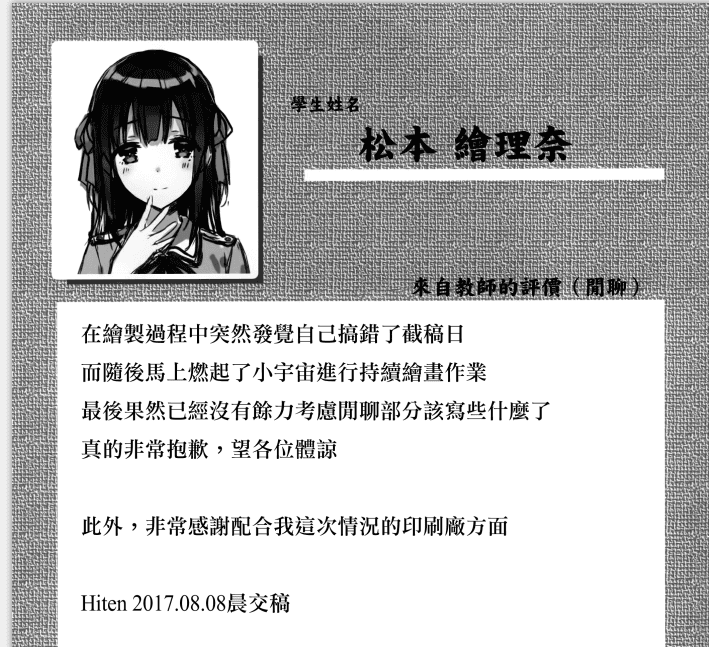 學生姓名
松本 繪理奈
來自教師的評價（閒聊）
在繪製過程中突然發覺自己搞錯了截稿日
而隨後馬上燃起了小宇宙進行持續繪畫作業
最後果然已經沒有餘力考慮閒聊部分該寫些什麼了
真的非常抱歉，望各位體諒
此外，非常感謝配合我這次情況的印刷廠方面
Hiten 2017.08.08晨交稿